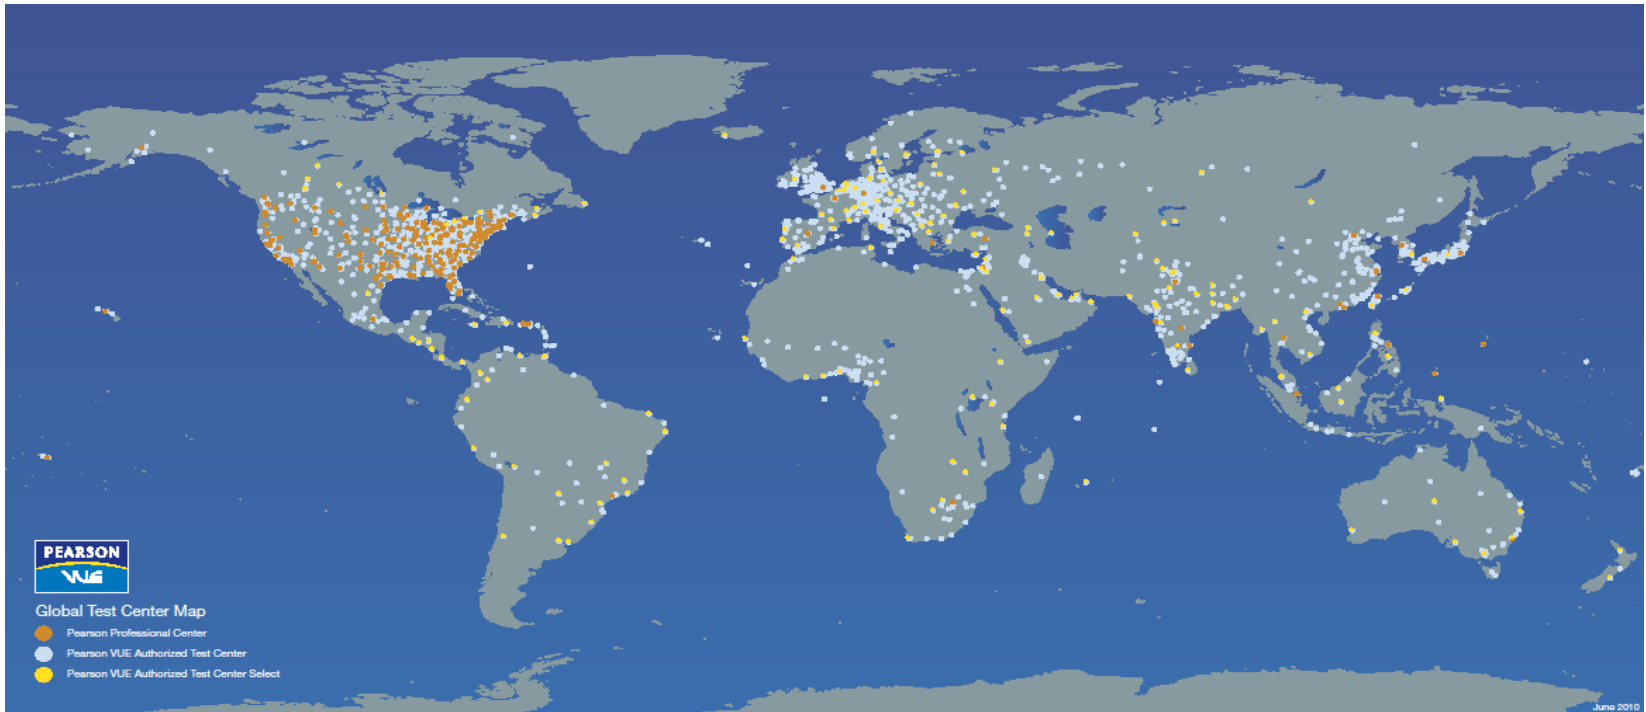 PEARSON
VUE
Global Test Center Map
Pearson Professional Center
Pearson VUE Authorized Test Center
Pearson VUE Authorized Test Center Select
June 2010